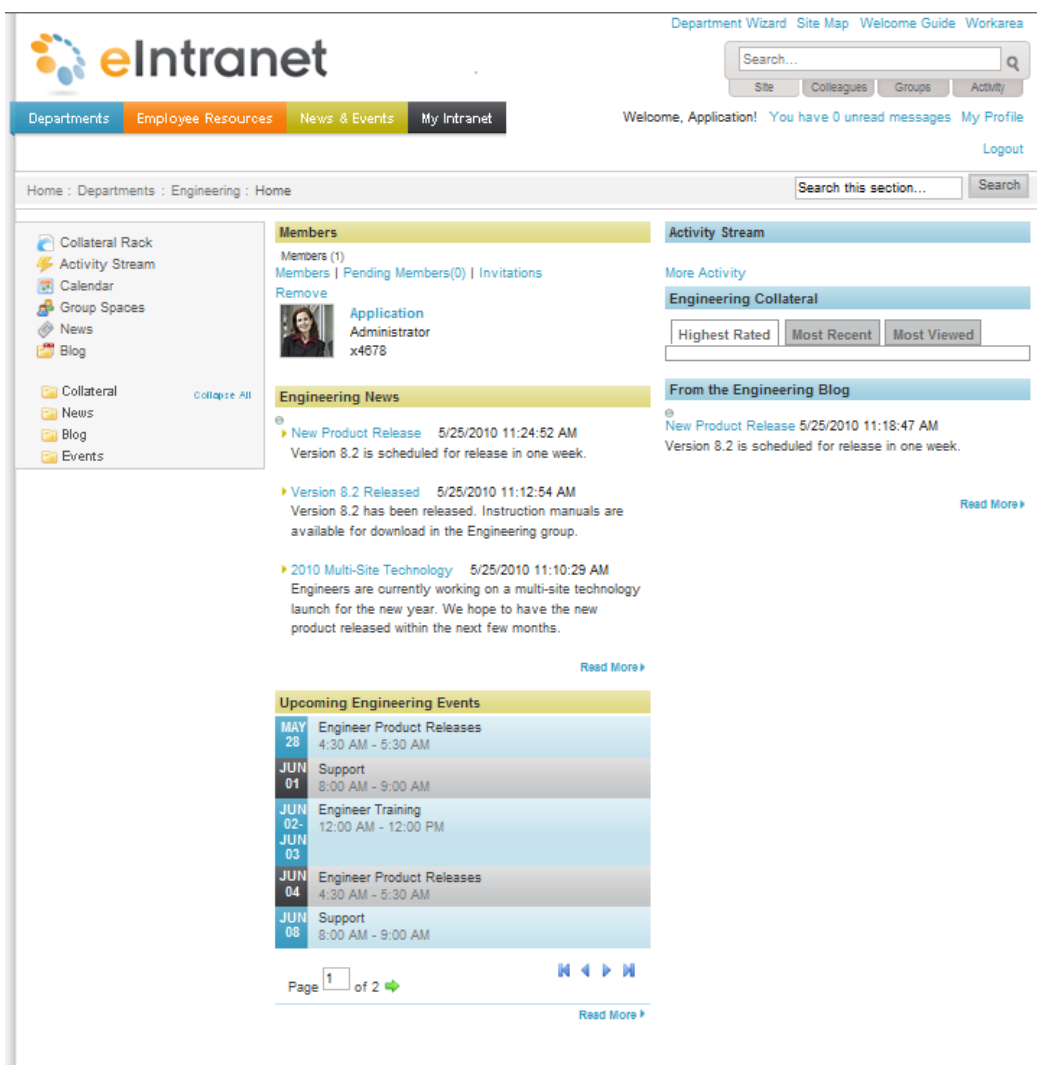 Department Wizard Site Map Welcome Guide Workarea
eIntranet
Search...
Site Colleagues Groups Activity
Departments Employee Resources News & Events My Intranet
Welcome, Application! You have 0 unread messages My Profile
Logout
Home : Departments : Engineering : Home
Search this section... Search
Collateral Rack
Activity Stream
Calendar
Group Spaces
News
Blog
Collateral Collapse All
News
Blog
Events
Members
Members (1)
Members | Pending Members(0) | Invitations
Remove
Application
Administrator
x4678
Engineering News
New Product Release 5/25/2010 11:24:52 AM
Version 8.2 is scheduled for release in one week.
Version 8.2 Released 5/25/2010 11:12:54 AM
Version 8.2 has been released. Instruction manuals are
available for download in the Engineering group.
2010 Multi-Site Technology 5/25/2010 11:10:29 AM
Engineers are currently working on a multi-site technology
launch for the new year. We hope to have the new
product released within the next few months.
Read More
Upcoming Engineering Events
MAY 28 Engineer Product Releases
4:30 AM - 5:30 AM
JUN 01 Support
8:00 AM - 9:00 AM
JUN 02- JUN 03 Engineer Training
12:00 AM - 12:00 PM
JUN 04 Engineer Product Releases
4:30 AM - 5:30 AM
JUN 08 Support
8:00 AM - 9:00 AM
Page 1 of 2
Read More
Activity Stream
More Activity
Engineering Collateral
Highest Rated Most Recent Most Viewed
From the Engineering Blog
New Product Release 5/25/2010 11:18:47 AM
Version 8.2 is scheduled for release in one week.
Read More